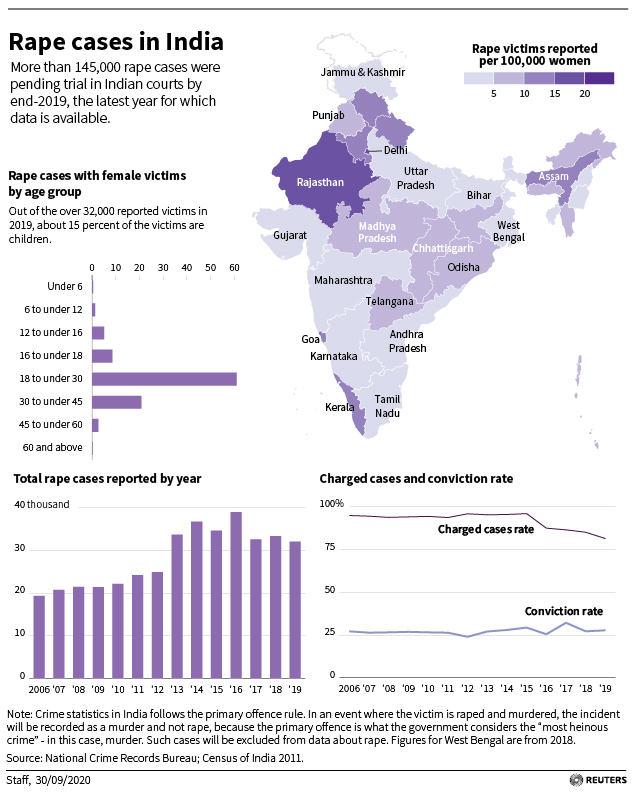 Rape cases in India
More than 145,000 rape cases were
pending trial in Indian courts by
end-2019, the latest year for which
data is available.
Rape victims reported
per 100,000 women
5 10 15 20
Jammu & Kashmir
Punjab
Delhi
Rajasthan
Uttar
Pradesh
Bihar
Assam
Gujarat
Madhya
Pradesh
West
Bengal
Chhattisgarh
Odisha
Maharashtra
Telangana
Goa
Andhra
Pradesh
Karnataka
Kerala
Tamil
Nadu
Rape cases with female victims
by age group
Out of the over 32,000 reported victims in
2019, about 15 percent of the victims are
children.
0 10 20 30 40 50 60
Under 6
6 to under 12
12 to under 16
16 to under 18
18 to under 30
30 to under 45
45 to under 60
60 and above
Total rape cases reported by year
40 thousand
30
20
10
0
2006 '07 '08 '09 '10 '11 '12 '13 '14 '15 '16 '17 '18 '19
Charged cases and conviction rate
100%
Charged cases rate
75
50
Conviction rate
25
0
2006 '07 '08 '09 '10 '11 '12 '13 '14 '15 '16 '17 '18 '19
Note: Crime statistics in India follows the primary offence rule. In an event where the victim is raped and murdered, the incident
will be recorded as a murder and not rape, because the primary offence is what the government considers the “most heinous
crime” - in this case, murder. Such cases will be excluded from data about rape. Figures for West Bengal are from 2018.
Source: National Crime Records Bureau; Census of India 2011.
Staff, 30/09/2020
REUTERS